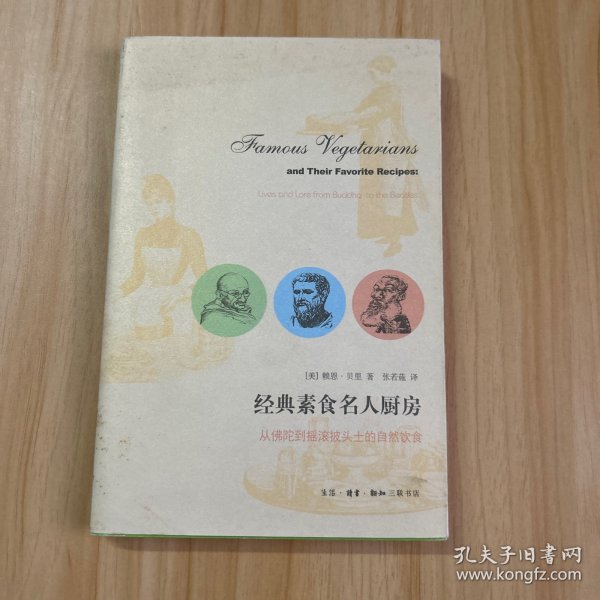 Famous Vegetarians
and Their Favorite Recipes:
Lives and Lore from Buddha to the Beatles
[美] 赖恩·贝里 著 张若蘤 译
经典素食名人厨房
从佛陀到摇滚披头士的自然饮食
生活·读书·新知三联书店
孔夫子旧书网
www.kongfz.com